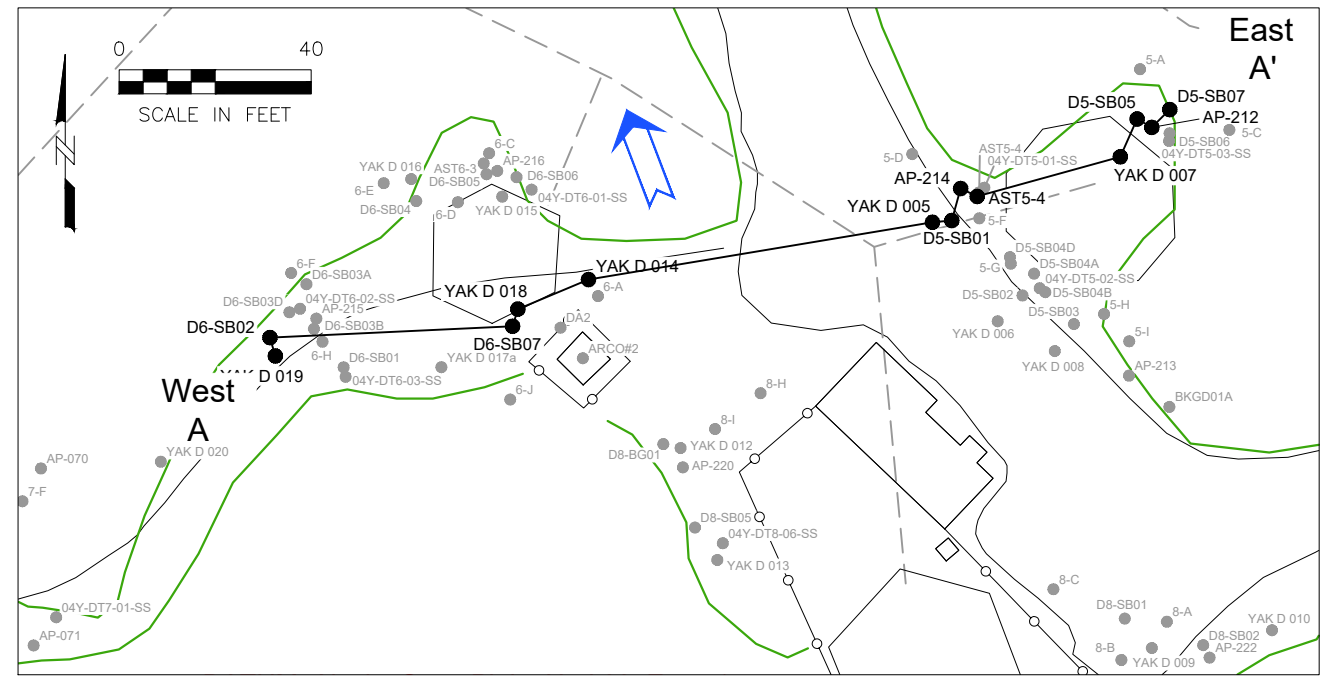 East
A'
0 40
SCALE IN FEET
N
5-A
D5-SB05
D5-SB07
AP-212
5-C
D5-SB06
04Y-DT5-03-SS
YAK D 007
AST5-4
04Y-DT5-01-SS
5-D
AP-214
AST5-4
YAK D 005
5-F
D5-SB01
6-C
AP-216
YAK D 016
AST6-3
D6-SB05
D6-SB06
6-E
04Y-DT6-01-SS
D6-SB04
6-D
YAK D 015
D5-SB04D
5-G
D5-SB04A
04Y-DT5-02-SS
D5-SB02
D5-SB04B
5-H
D5-SB03
YAK D 006
5-I
YAK D 008
AP-213
BKGD01A
YAK D 014
6-F
D6-SB03A
YAK D 018
6-A
D6-SB03D
04Y-DT6-02-SS
AP-215
D6-SB02
D6-SB03B
DA2
D6-SB07
6-H
D6-SB01
YAK D 017a
ARCO#2
YAK D 019
04Y-DT6-03-SS
6-J
8-H
West
A
8-I
YAK D 012
D8-BG01
AP-220
AP-070
YAK D 020
7-F
D8-SB05
04Y-DT8-06-SS
YAK D 013
8-C
04Y-DT7-01-SS
D8-SB01
8-A
YAK D 010
AP-071
D8-SB02
8-B
YAK D 009
AP-222